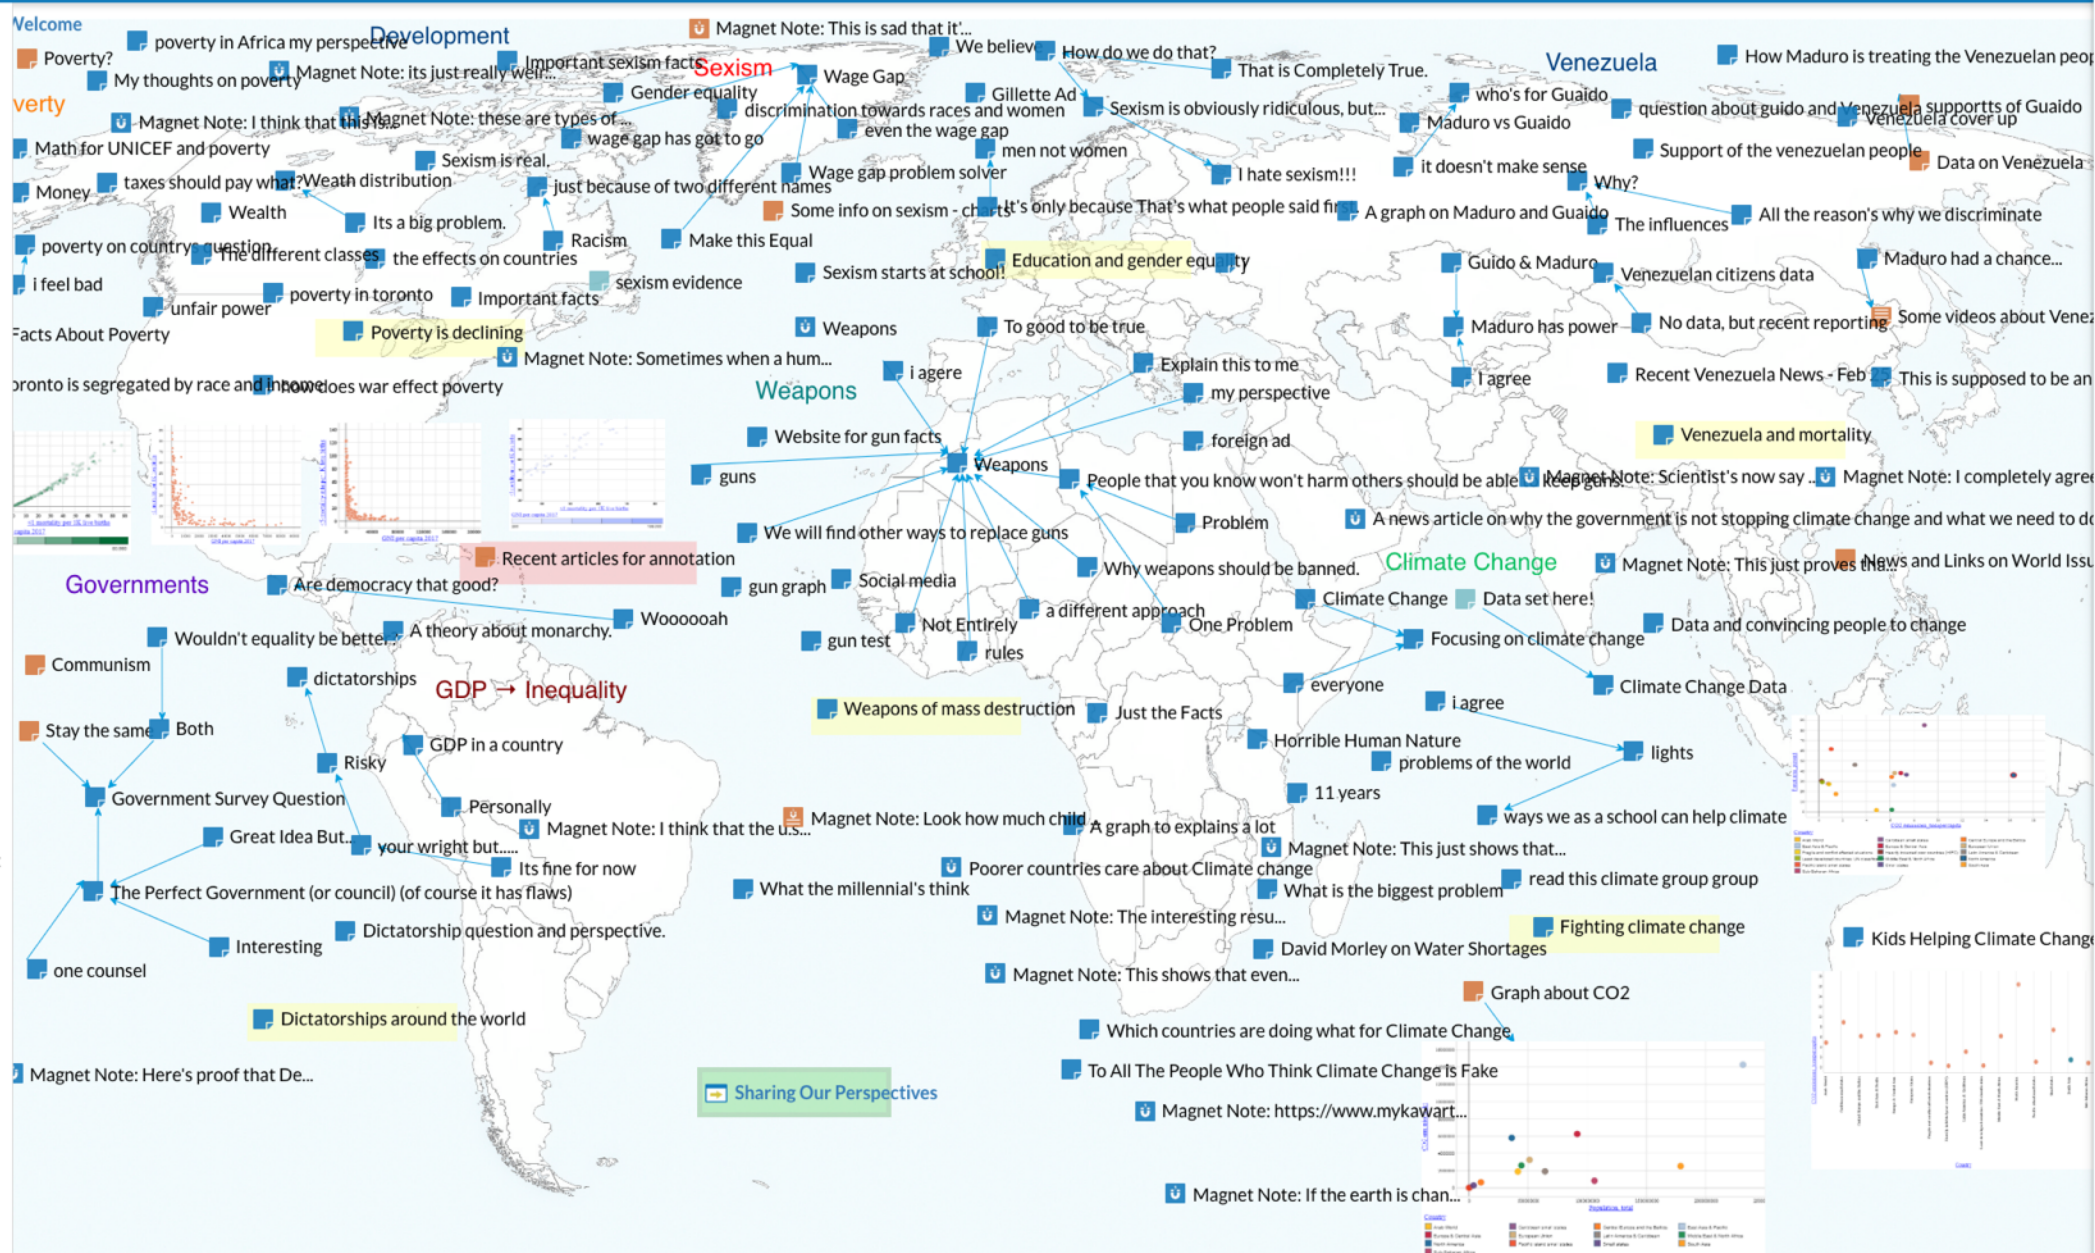 Welcome
Development
Magnet Note: This is sad that it'...
Poverty?
poverty in Africa my perspective
My thoughts on poverty
Magnet Note: its just really weir...
Important sexism facts
Sexism
Wage Gap
We believe
How do we do that?
That is Completely True.
Venezuela
How Maduro is treating the Venezuelan peop
verty
Gender equality
Gillette Ad
discrimination towards races and women
Sexism is obviously ridiculous, but...
who's for Guaido
question about guido and Venezuela
supportts of Guaido
Venezuela cover up
Magnet Note: I think that this is...
Magnet Note: these are types of ...
wage gap has got to go
even the wage gap
Maduro vs Guaido
Math for UNICEF and poverty
Sexism is real.
men not women
Support of the venezuelan people
Data on Venezuela
Money
taxes should pay what?
Weath distribution
just because of two different names
Wage gap problem solver
I hate sexism!!!
it doesn't make sense
Why?
Wealth
Its a big problem.
Some info on sexism - charts
It's only because That's what people said first
A graph on Maduro and Guaido
The influences
All the reason's why we discriminate
poverty on countrys question
The different classes
the effects on countries
Racism
Make this Equal
Education and gender equality
Guido & Maduro
Venezuelan citizens data
Maduro had a chance...
i feel bad
unfair power
poverty in toronto
Important facts
sexism evidence
Sexism starts at school!
Facts About Poverty
Poverty is declining
Weapons
To good to be true
Maduro has power
No data, but recent reporting
Some videos about Venez
Magnet Note: Sometimes when a hum...
oronto is segregated by race and income
how does war effect poverty
Weapons
i agere
Explain this to me
my perspective
I agree
Recent Venezuela News - Feb 25
This is supposed to be an
Website for gun facts
foreign ad
Venezuela and mortality
guns
Weapons
People that you know won't harm others should be able to keep guns.
Magnet Note: Scientist's now say ...
Magnet Note: I completely agree
We will find other ways to replace guns
Problem
A news article on why the government is not stopping climate change and what we need to do
Recent articles for annotation
Governments
Are democracy that good?
gun graph
Social media
Why weapons should be banned.
Climate Change
Magnet Note: This just proves tha...
News and Links on World Issu
Woooooah
Not Entirely
a different approach
One Problem
Climate Change
Data set here!
Data and convincing people to change
Wouldn't equality be better?
A theory about monarchy.
gun test
rules
Focusing on climate change
Communism
dictatorships
GDP → Inequality
everyone
Climate Change Data
Stay the same
Both
Weapons of mass destruction
Just the Facts
i agree
Risky
GDP in a country
Horrible Human Nature
problems of the world
lights
Government Survey Question
Personally
11 years
Great Idea But...
your wright but.....
Magnet Note: I think that the u.s...
Magnet Note: Look how much child
A graph to explains a lot
ways we as a school can help climate
Its fine for now
Poorer countries care about Climate change
Magnet Note: This just shows that...
The Perfect Government (or council) (of course it has flaws)
What the millennial's think
What is the biggest problem
read this climate group group
Dictatorship question and perspective.
Magnet Note: The interesting resu...
Fighting climate change
Interesting
David Morley on Water Shortages
Kids Helping Climate Change
one counsel
Magnet Note: This shows that even...
Graph about CO2
Dictatorships around the world
Which countries are doing what for Climate Change
Magnet Note: Here's proof that De...
To All The People Who Think Climate Change is Fake
Sharing Our Perspectives
Magnet Note: https://www.mykawart...
Magnet Note: If the earth is chan...
Population, total
Country